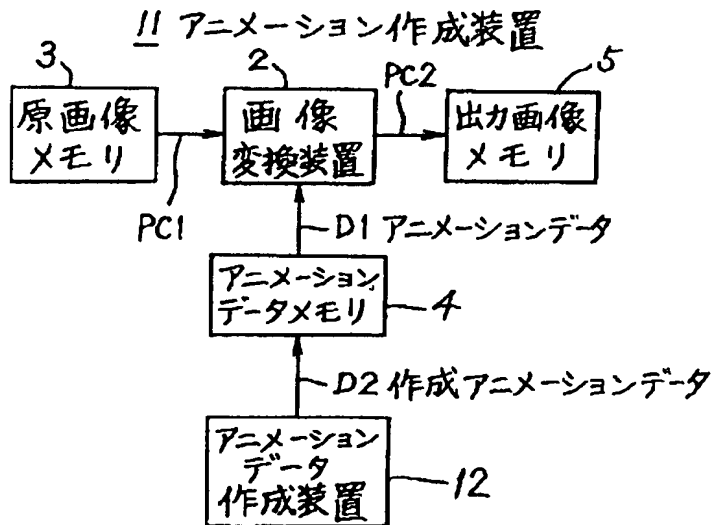 11 アニメーション作成装置
3
2
PC2
5
原画像
メモリ
画像
変換装置
出力画像
メモリ
PC1
D1 アニメーションデータ
アニメーション
データメモリ
4
D2 作成アニメーションデータ
アニメーション
データ
作成装置
12